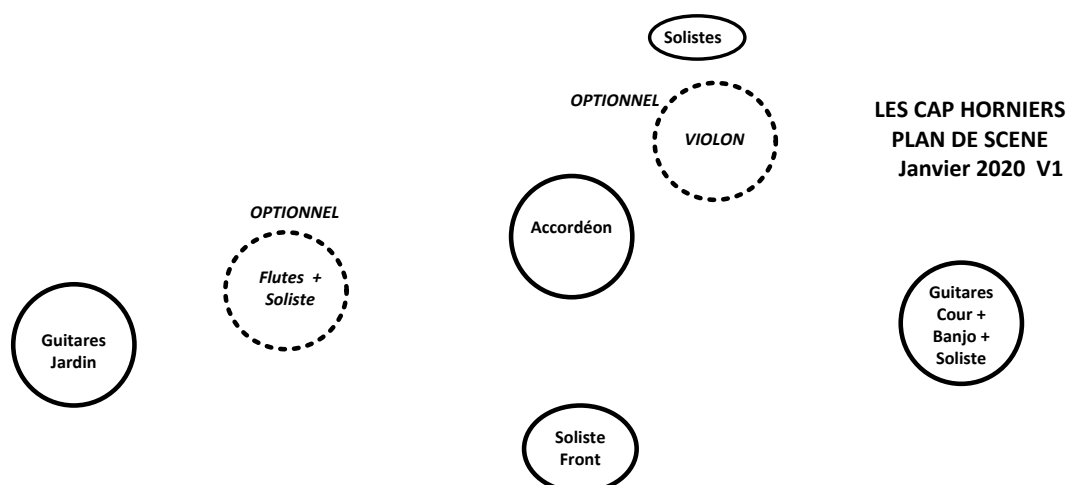 Solistes
OPTIONNEL
VIOLON
LES CAP HORNIERS
PLAN DE SCENE
Janvier 2020 V1
OPTIONNEL
Accordéon
Flutes +
Soliste
Guitares
Cour +
Banjo +
Soliste
Guitares
Jardin
Soliste
Front